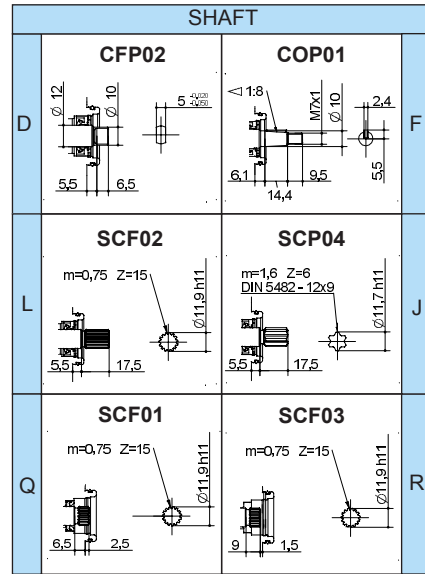 SHAFT
D
CFP02
Ø 12
Ø 10
5 -0,020 -0,050
5,5
6,5
COP01
1:8
M7x1
Ø 10
2,4
5,5
6,1
14,4
9,5
F
L
SCF02
m=0,75 Z=15
Ø11,9 h11
5,5
17,5
SCP04
m=1,6 Z=6
DIN 5482 - 12x9
Ø11,7 h11
5,5
17,5
J
Q
SCF01
m=0,75 Z=15
Ø11,9 h11
6,5
2,5
SCF03
m=0,75 Z=15
Ø11,9 h11
9
1,5
R